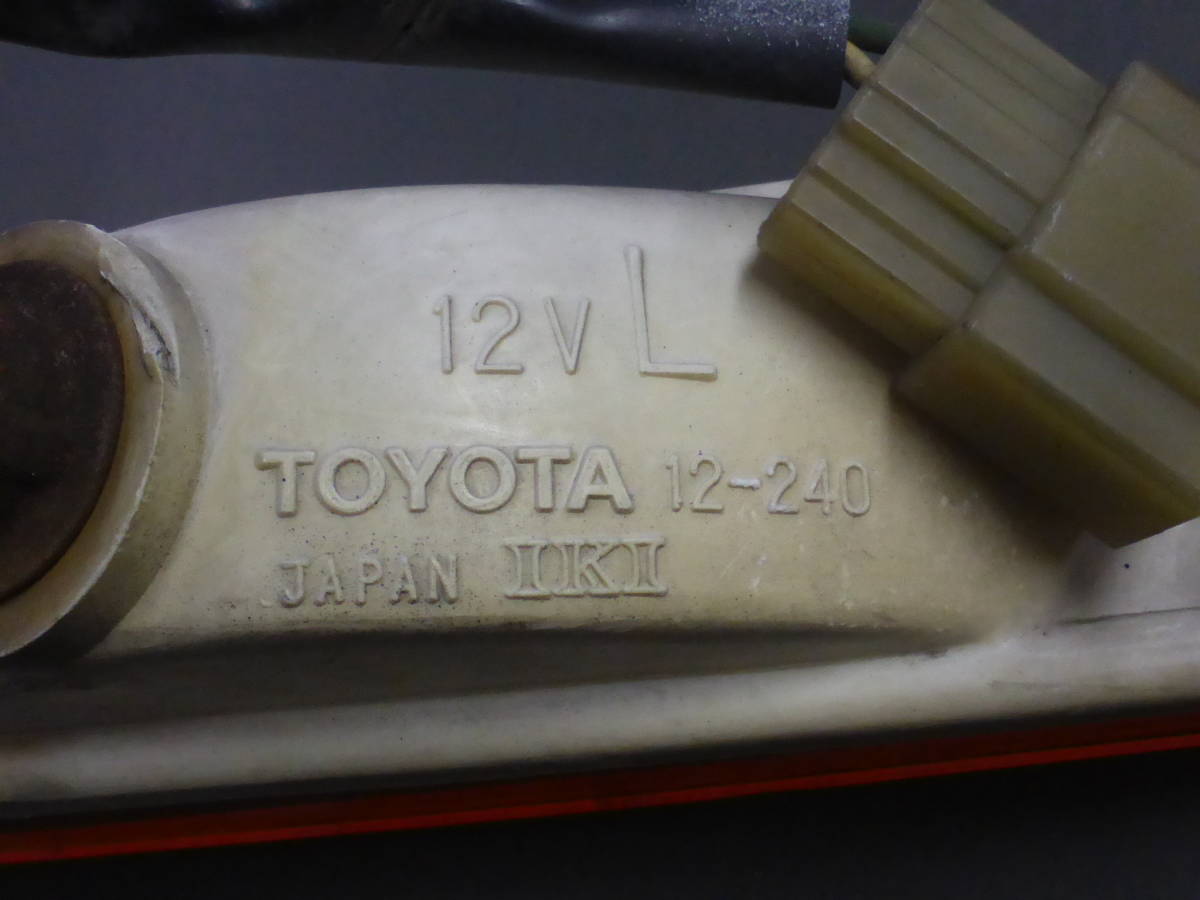 12V L
TOYOTA 12-240
JAPAN IKI